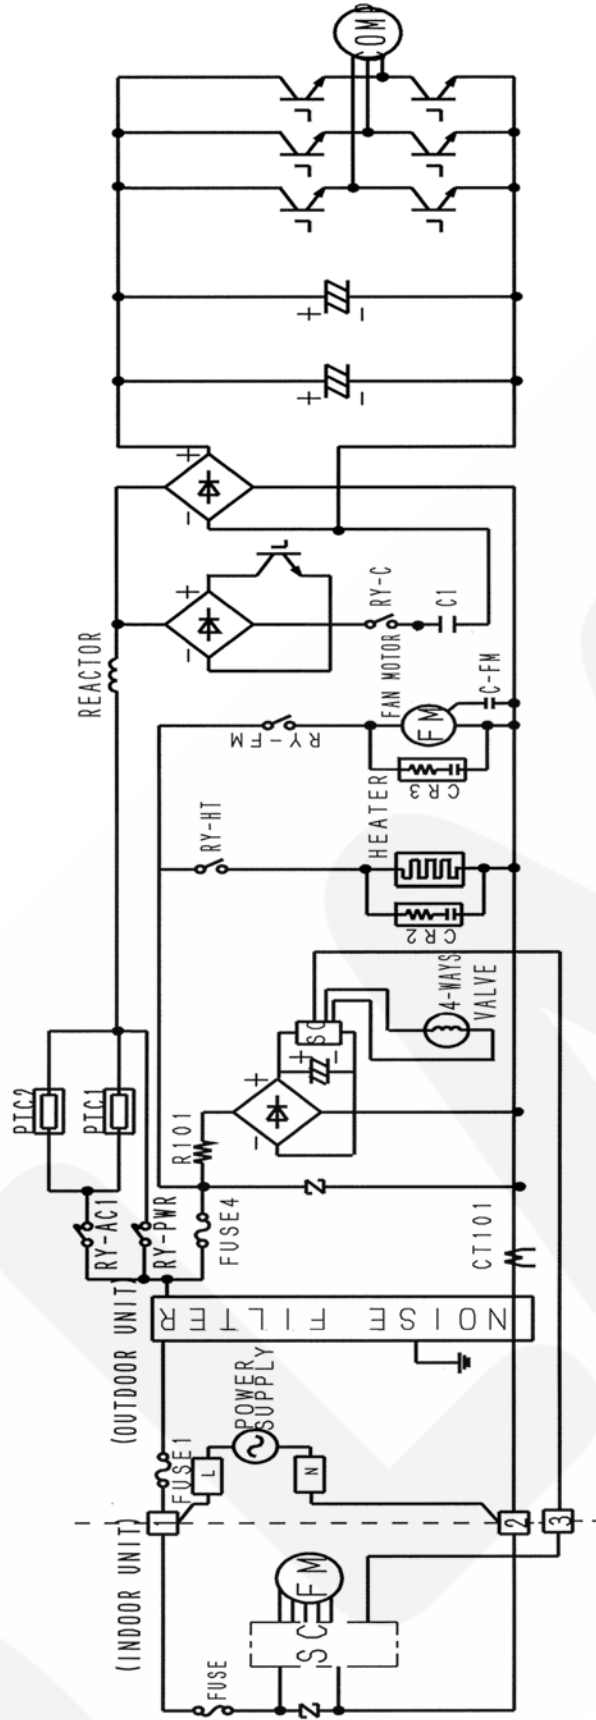 (INDOOR UNIT)
FUSE
SC
FM
1
2
3
(OUTDOOR UNIT)
FUSE1
L
N
POWER
SUPPLY
NOISE FILTER
RY-AC1
RY-PWR
FUSE4
CT101
PTC2
PTC1
R101
+
-
+
-
SC
4-WAYS
VALVE
RY-HT
HEATER
CR2
RY-FM
FAN MOTOR
FM
CR3
C-FM
REACTOR
+
-
RY-C
C1
+
-
+
-
+
-
COMP